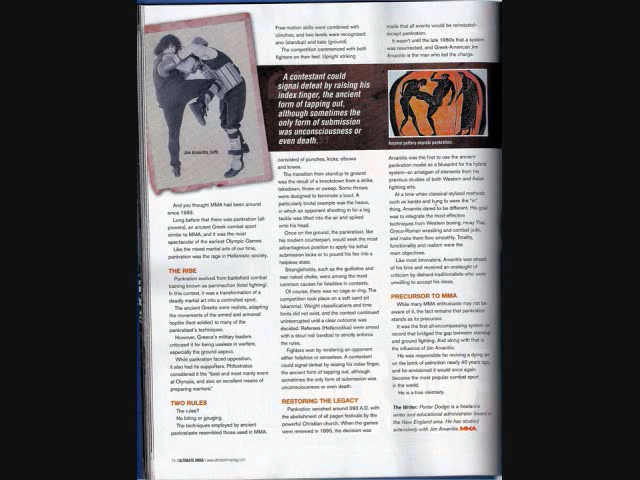 Jim Arvanitis (left).
And you thought MMA had been around
since 1993.
Long before that there was pankration (all-
powers), an ancient Greek combat sport
similar to MMA, and it was the most
spectacular of the earliest Olympic Games.
Like the mixed martial arts of our time,
pankration was the rage in Hellenistic society.
THE RISE
Pankration evolved from battlefield combat
training known as pammachon (total fighting).
In this context, it was a transformation of a
deadly martial art into a controlled sport.
The ancient Greeks were realists, adapting
the movements of the armed and armored
hoplite (foot soldier) to many of the
pankratiast's techniques.
However, Greece's military leaders
criticized it for being useless in warfare,
especially the ground aspect.
While pankration faced opposition,
it also had its supporters. Philostratos
considered it the "best and most manly event
at Olympia, and also an excellent means of
preparing warriors."
TWO RULES
The rules?
No biting or gouging.
The techniques employed by ancient
pankratiasts resembled those used in MMA.
Free-motion skills were combined with
clinches, and two levels were recognized:
ano (standup) and kato (ground).
The competition commenced with both
fighters on their feet. Upright striking
A contestant could
signal defeat by raising his
index finger, the ancient
form of tapping out,
although sometimes the
only form of submission
was unconsciousness or
even death.
consisted of punches, kicks, elbows
and knees.
The transition from standup to ground
was the result of a knockdown from a strike,
takedown, throw or sweep. Some throws
were designed to terminate a bout. A
particularly brutal example was the heave,
in which an opponent shooting in for a leg
tackle was lifted into the air and spiked
onto his head.
Once on the ground, the pankratiast, like
his modern counterpart, would seek the most
advantageous position to apply his lethal
submission locks or to pound his foe into a
helpless state.
Strangleholds, such as the guillotine and
rear naked choke, were among the most
common causes for fatalities in contests.
Of course, there was no cage or ring. The
competition took place on a soft sand pit
(skamma). Weight classifications and time
limits did not exist, and the contest continued
uninterrupted until a clear outcome was
decided. Referees (Hellanodikai) were armed
with a stout rod (ravdos) to strictly enforce
the rules.
Fighters won by rendering an opponent
either helpless or senseless. A contestant
could signal defeat by raising his index finger,
the ancient form of tapping out, although
sometimes the only form of submission was
unconsciousness or even death.
RESTORING THE LEGACY
Pankration vanished around 393 A.D. with
the abolishment of all pagan festivals by the
powerful Christian church. When the games
were renewed in 1896, the decision was
made that all events would be reinstated—
except pankration.
It wasn't until the late 1960s that a system
was resurrected, and Greek-American Jim
Arvanitis is the man who led the charge.
Ancient pottery depicts pankration.
Arvanitis was the first to use the ancient
pankration model as a blueprint for his hybrid
system—an amalgam of elements from his
previous studies of both Western and Asian
fighting arts.
At a time when classical stylized methods
such as karate and kung fu were the "in"
thing, Arvanitis dared to be different. His goal
was to integrate the most effective
techniques from Western boxing, muay Thai,
Greco-Roman wrestling and combat judo,
and make them flow smoothly. Totality,
functionality and realism were the
main objectives.
Like most innovators, Arvanitis was ahead
of his time and received an onslaught of
criticism by diehard traditionalists who were
unwilling to accept his ideas.
PRECURSOR TO MMA
While many MMA enthusiasts may not be
aware of it, the fact remains that pankration
stands as its precursor.
It was the first all-encompassing system on
record that bridged the gap between standup
and ground fighting. And along with that is
the influence of Jim Arvanitis.
He was responsible for reviving a dying art
on the brink of extinction nearly 40 years ago,
and he envisioned it would once again
become the most popular combat sport
in the world.
He is a true visionary.
The Writer: Porter Dodge is a freelance
writer and educational administrator based in
the New England area. He has studied
extensively with Jim Arvanitis. MMA
ULTIMATE MMA